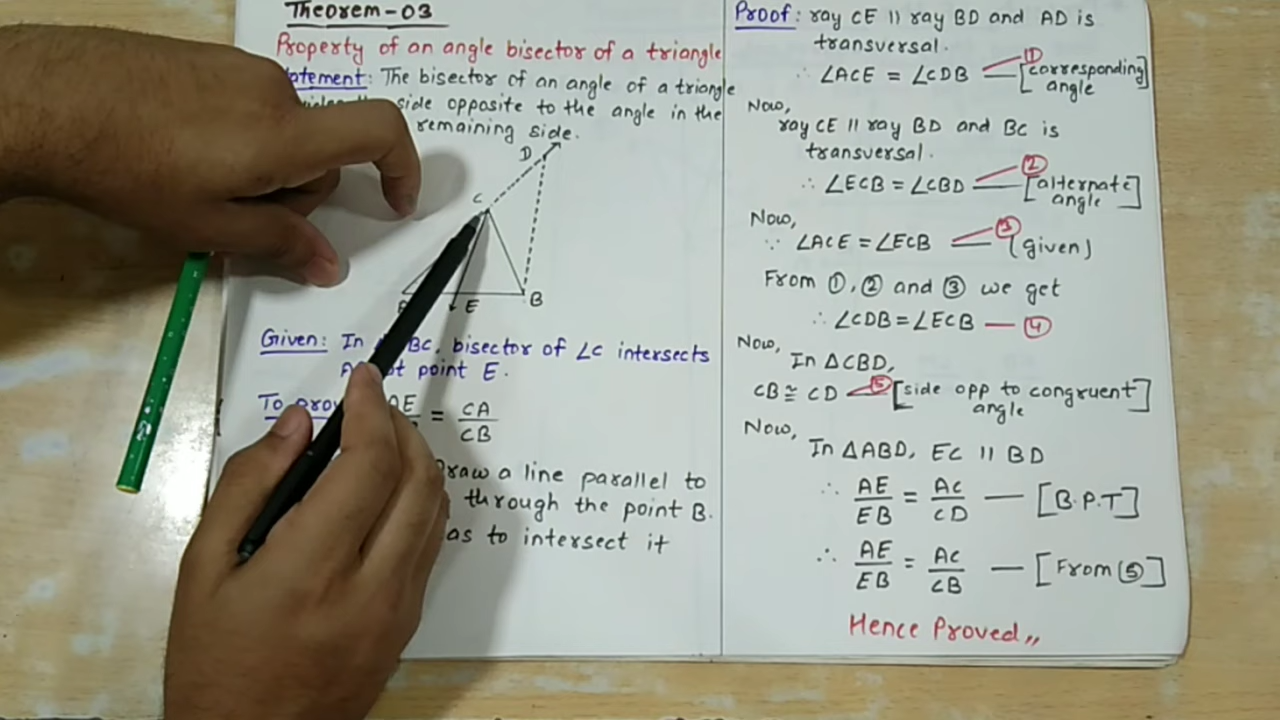 Theorem-03
Property of an angle bisector of a triangle
Statement: The bisector of an angle of a triangle
side opposite to the angle in the
remaining side.
D
C
E
B
Given: In BC, bisector of ∠C intersects
at point E.
To prov AE = CA
CB
Draw a line parallel to
through the point B.
as to intersect it
Proof: ray CE || ray BD and AD is
transversal.
∴ ∠ACE = ∠CDB — ① [corresponding
angle]
Now,
ray CE || ray BD and BC is
transversal.
∴ ∠ECB = ∠CBD — ② [alternate
angle]
Now,
∵ ∠ACE = ∠ECB — ③ (given)
From ①, ② and ③ we get
∴ ∠CDB = ∠ECB — ④
Now,
In △CBD,
CB ≅ CD — ⑤ [side opp to congruent
angle]
Now,
In △ABD, EC || BD
∴ AE/EB = AC/CD — [B.P.T]
∴ AE/EB = AC/CB — [From ⑤]
Hence Proved,,